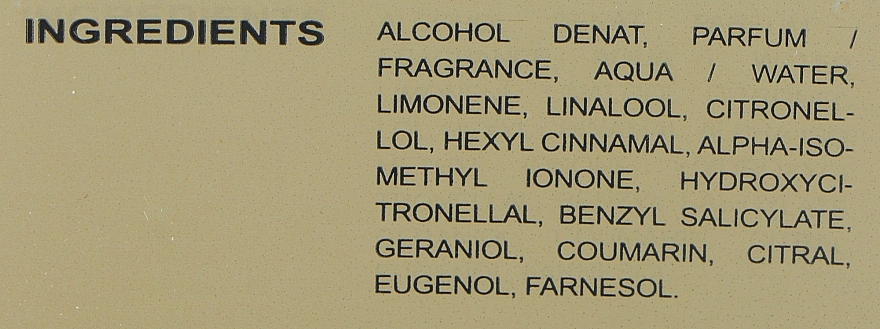 INGREDIENTS
ALCOHOL DENAT, PARFUM /
FRAGRANCE, AQUA / WATER,
LIMONENE, LINALOOL, CITRONEL-
LOL, HEXYL CINNAMAL, ALPHA-ISO-
METHYL IONONE, HYDROXYCI-
TRONELLAL, BENZYL SALICYLATE,
GERANIOL, COUMARIN, CITRAL,
EUGENOL, FARNESOL.